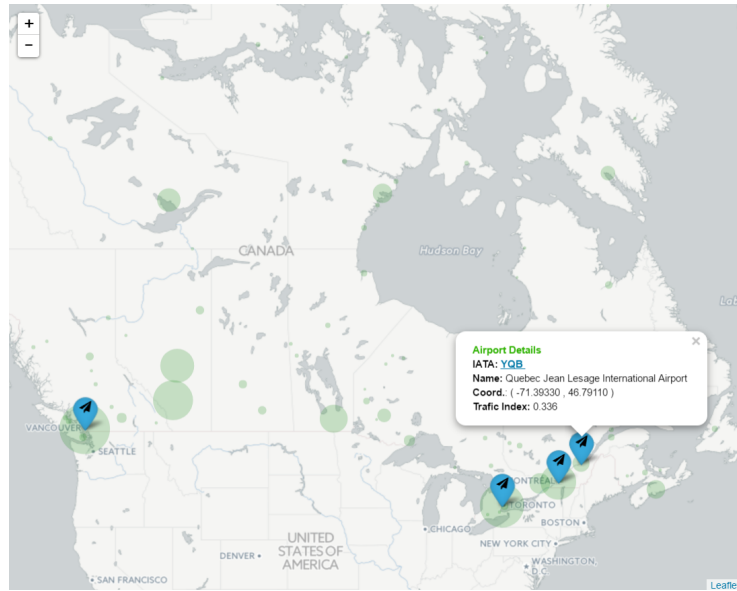 +
−
CANADA
Hudson Bay
Lab
×
Airport Details
IATA: YQB
Name: Quebec Jean Lesage International Airport
Coord.: ( -71.39330 , 46.79110 )
Trafic Index: 0.336
VANCOUVER
SEATTLE
ONTRÉAL
TORONTO
CHICAGO
BOSTON
NEW YORK CITY
UNITED
STATES OF
AMERICA
DENVER
WASHINGTON,
D.C.
SAN FRANCISCO
Leafle